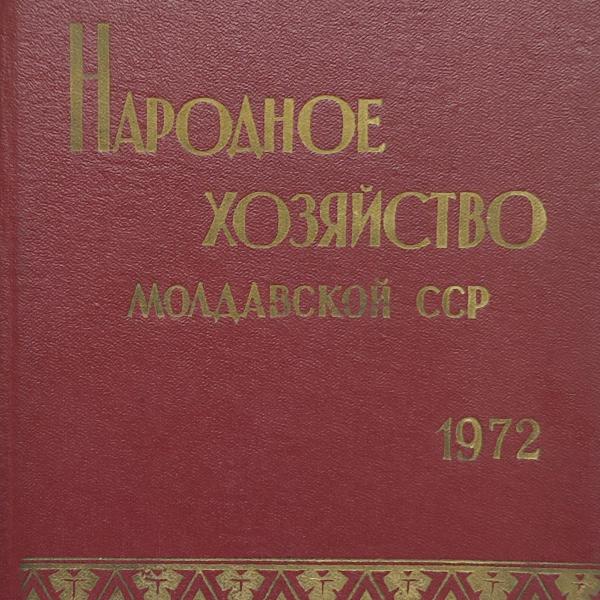 Народное
хозяйство
Молдавской ССР
1972